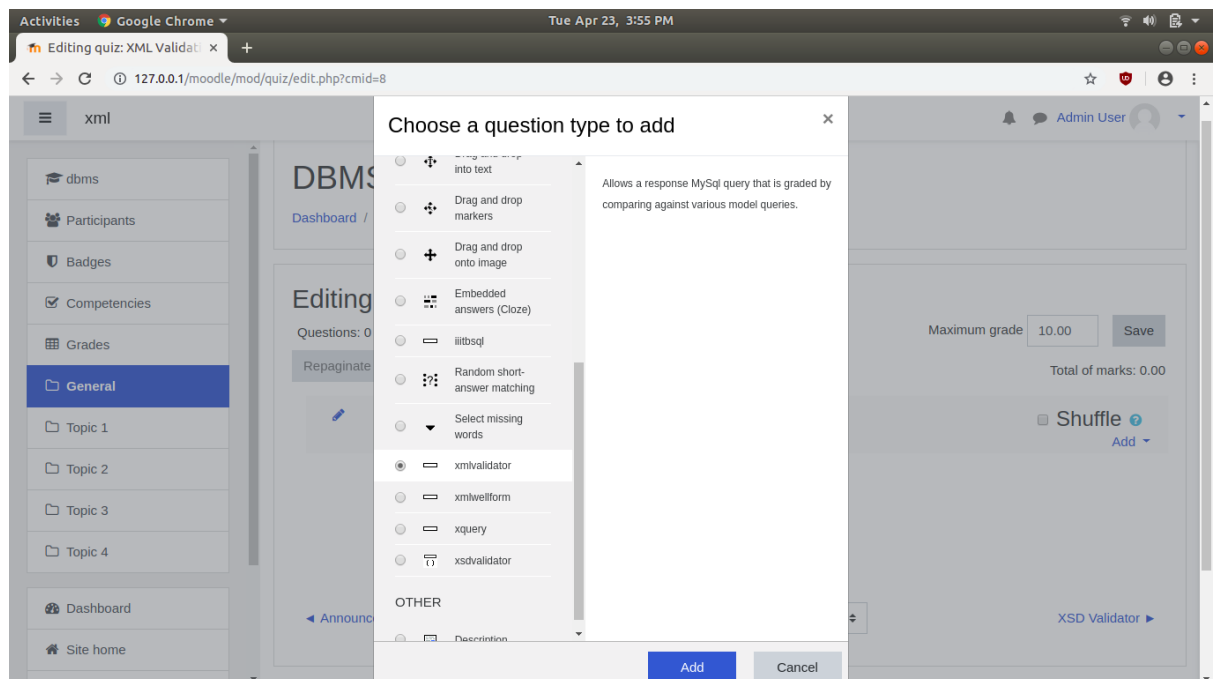 Activities Google Chrome Tue Apr 23, 3:55 PM
Editing quiz: XML Validati
127.0.0.1/moodle/mod/quiz/edit.php?cmid=8
xml
Admin User
dbms
Participants
Badges
Competencies
Grades
General
Topic 1
Topic 2
Topic 3
Topic 4
Dashboard
Site home
DBMS
Dashboard /
Editing
Questions: 0
Repaginate
Maximum grade 10.00 Save
Total of marks: 0.00
Shuffle
Add
◄ Announc
XSD Validator ►
Choose a question type to add ×
Drag and drop
into text
Drag and drop
markers
Drag and drop
onto image
Embedded
answers (Cloze)
iiitbsql
Random short-
answer matching
Select missing
words
xmlvalidator
xmlwellform
xquery
xsdvalidator
OTHER
Description
Allows a response MySql query that is graded by
comparing against various model queries.
Add Cancel